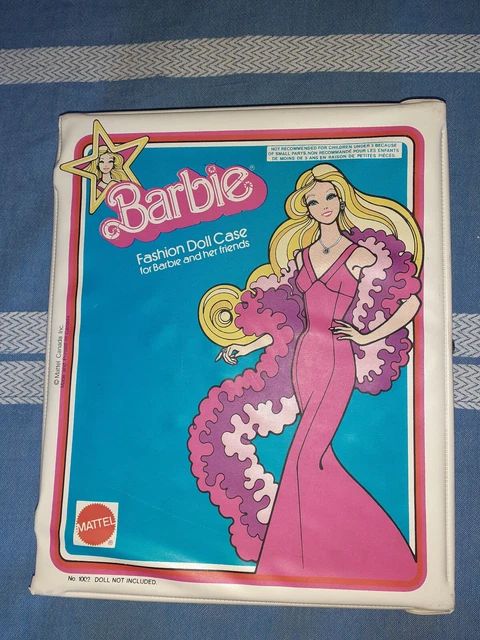 NOT RECOMMENDED FOR CHILDREN UNDER 3 BECAUSE
OF SMALL PARTS. NON RECOMMANDÉ POUR LES ENFANTS
DE MOINS DE 3 ANS EN RAISON DE PETITES PIÈCES.
Barbie®
Fashion Doll Case
for Barbie and her friends
© Mattel Canada Inc.
MATTEL
®
No. 1002 DOLL NOT INCLUDED.